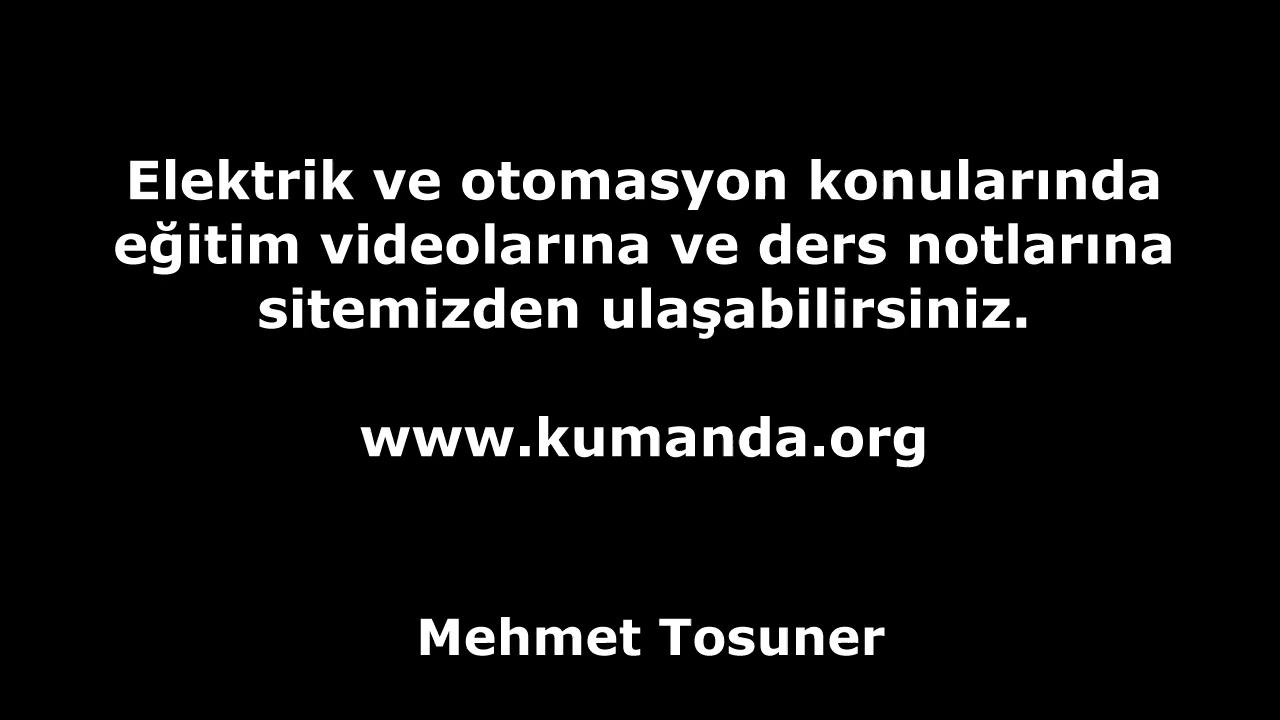 Elektrik ve otomasyon konularında
eğitim videolarına ve ders notlarına
sitemizden ulaşabilirsiniz.
www.kumanda.org
Mehmet Tosuner